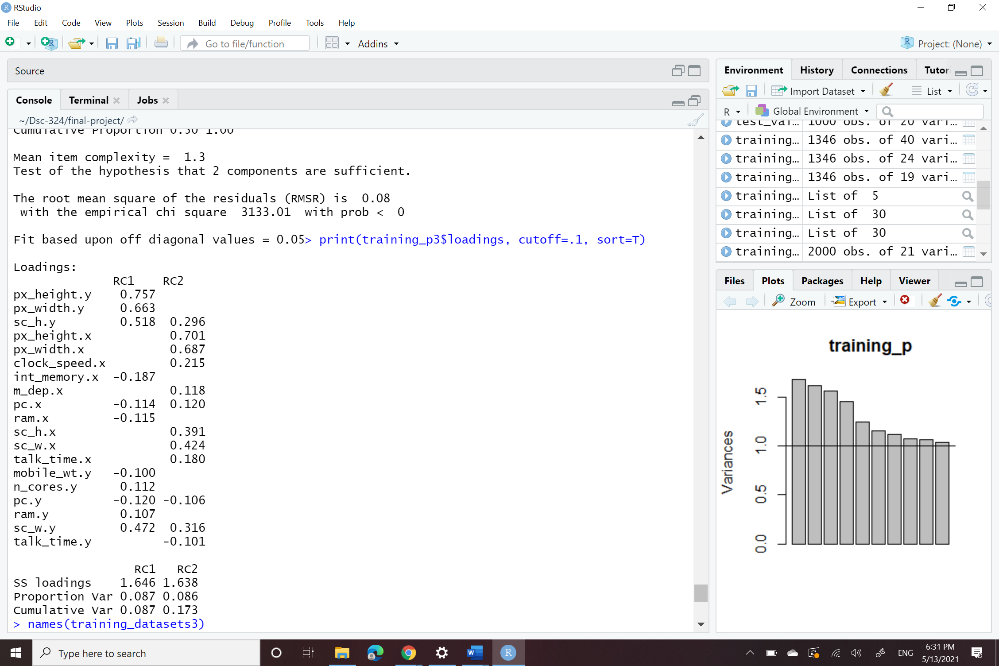 RStudio
File Edit Code View Plots Session Build Debug Profile Tools Help
Go to file/function Addins Project: (None)
Source
Console Terminal Jobs
~/Dsc-324/final-project/
Cumulative Proportion 0.50 1.00
Mean item complexity =  1.3
Test of the hypothesis that 2 components are sufficient.
The root mean square of the residuals (RMSR) is  0.08
with the empirical chi square  3133.01  with prob <  0
Fit based upon off diagonal values = 0.05> print(training_p3$loadings, cutoff=.1, sort=T)
Loadings:
RC1 RC2
px_height.y 0.757
px_width.y 0.663
sc_h.y 0.518 0.296
px_height.x 0.701
px_width.x 0.687
clock_speed.x 0.215
int_memory.x -0.187
m_dep.x 0.118
pc.x -0.114 0.120
ram.x -0.115
sc_h.x 0.391
sc_w.x 0.424
talk_time.x 0.180
mobile_wt.y -0.100
n_cores.y 0.112
pc.y -0.120 -0.106
ram.y 0.107
sc_w.y 0.472 0.316
talk_time.y -0.101
RC1 RC2
SS loadings 1.646 1.638
Proportion Var 0.087 0.086
Cumulative Var 0.087 0.173
> names(training_datasets3)
Environment History Connections Tutori
Import Dataset List
R Global Environment
test_vai... 1000 obs. of 20 vari...
training... 1346 obs. of 40 vari...
training... 1346 obs. of 24 vari...
training... 1346 obs. of 19 vari...
training... List of  5
training... List of  30
training... List of  30
training... 2000 obs. of 21 vari...
Files Plots Packages Help Viewer
Zoom Export
training_p
Variances
0.0 0.5 1.0 1.5
Type here to search
ENG
6:31 PM
5/13/2021